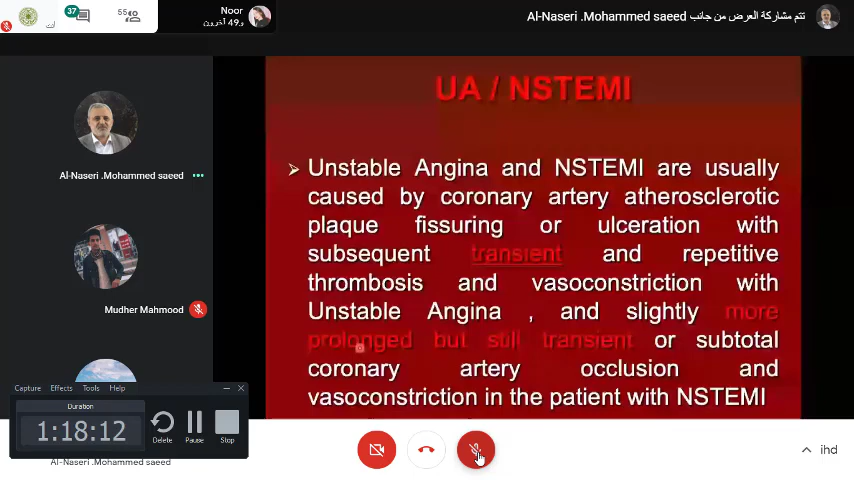 37
55
أنت
Noor
و49 آخرون
تتم مشاركة العرض من جانب Al-Naseri .Mohammed saeed
UA / NSTEMI
Al-Naseri .Mohammed saeed
Mudher Mahmood
➢ Unstable Angina and NSTEMI are usually
caused by coronary artery atherosclerotic
plaque fissuring or ulceration with
subsequent transient and repetitive
thrombosis and vasoconstriction with
Unstable Angina , and slightly more
prolonged but still transient or subtotal
coronary artery occlusion and
vasoconstriction in the patient with NSTEMI
Capture Effects Tools Help
Duration
1:18:12
Delete Pause Stop
Al-Naseri .Mohammed saeed
ihd